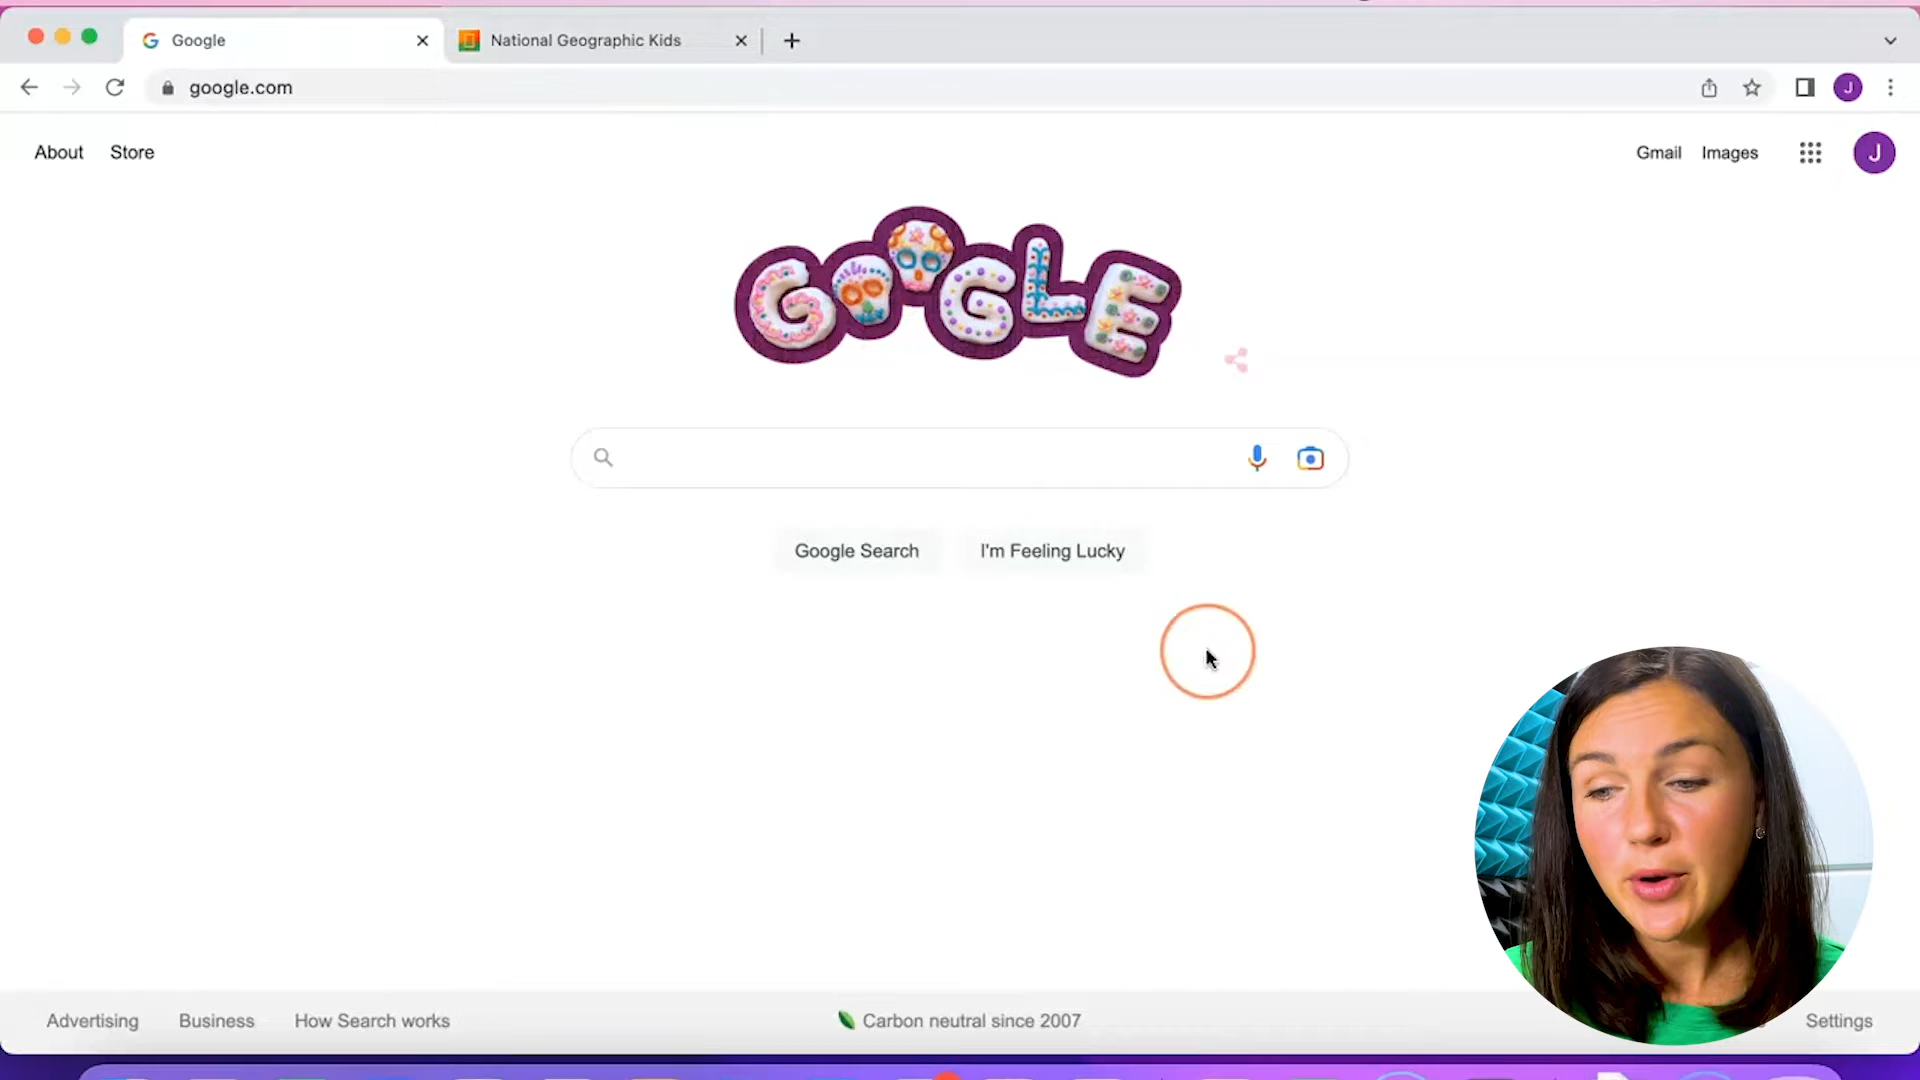 Google
National Geographic Kids
google.com
J
About
Store
Gmail
Images
J
GOOGLE
Google Search
I'm Feeling Lucky
Advertising
Business
How Search works
Carbon neutral since 2007
Settings